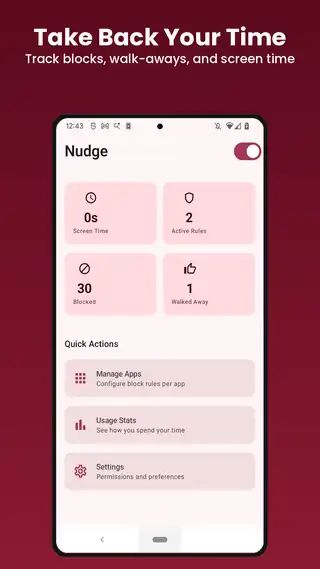 Take Back Your Time
Track blocks, walk-aways, and screen time
12:43
Nudge
0s
Screen Time
2
Active Rules
30
Blocked
1
Walked Away
Quick Actions
Manage Apps
Configure block rules per app
Usage Stats
See how you spend your time
Settings
Permissions and preferences